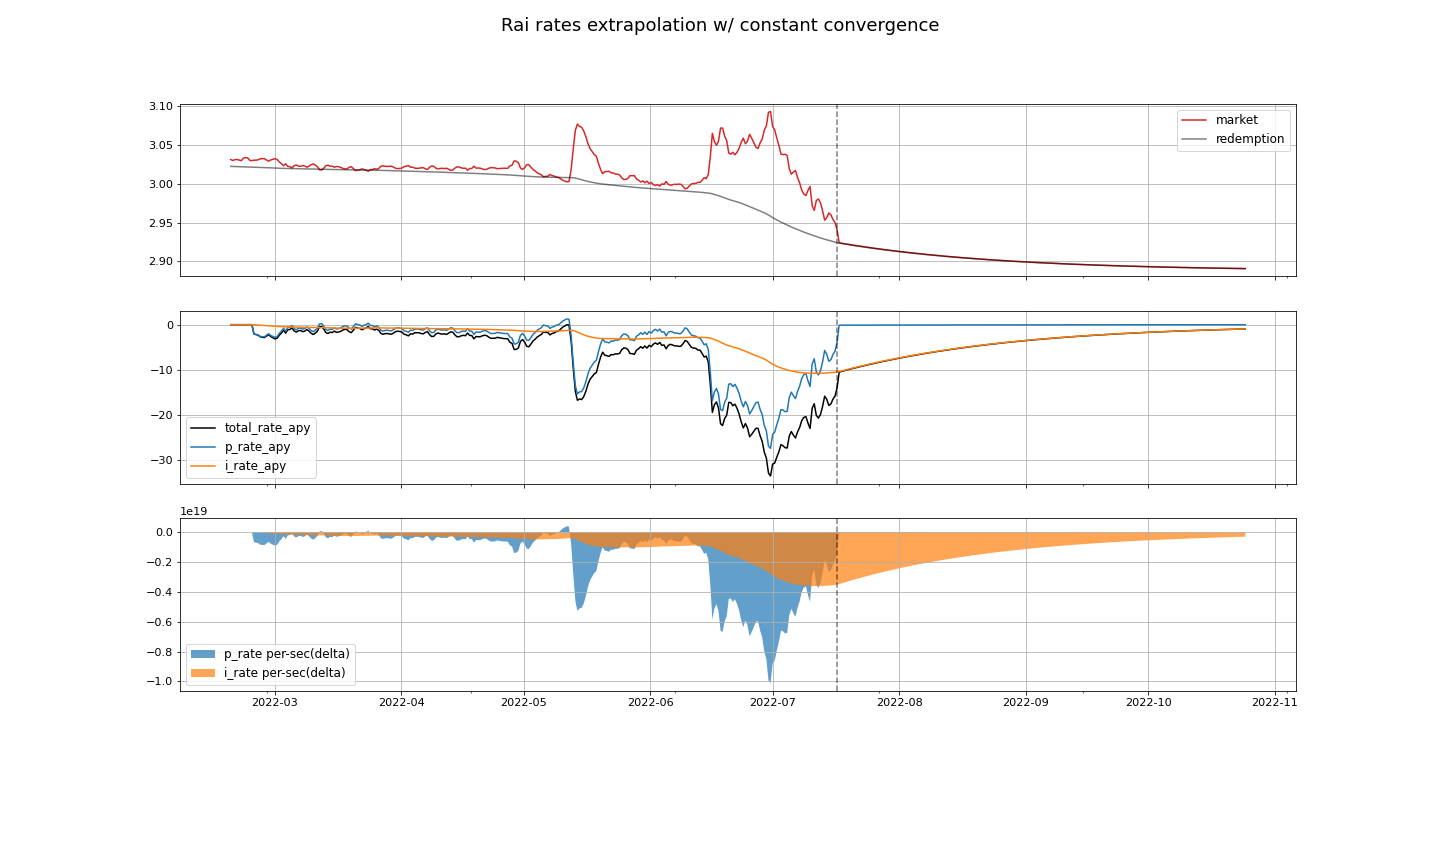 Rai rates extrapolation w/ constant convergence
3.10
3.05
3.00
2.95
2.90
market
redemption
0
−10
−20
−30
total_rate_apy
p_rate_apy
i_rate_apy
1e19
0.0
−0.2
−0.4
−0.6
−0.8
−1.0
p_rate per-sec(delta)
i_rate per-sec(delta)
2022-03 2022-04 2022-05 2022-06 2022-07 2022-08 2022-09 2022-10 2022-11